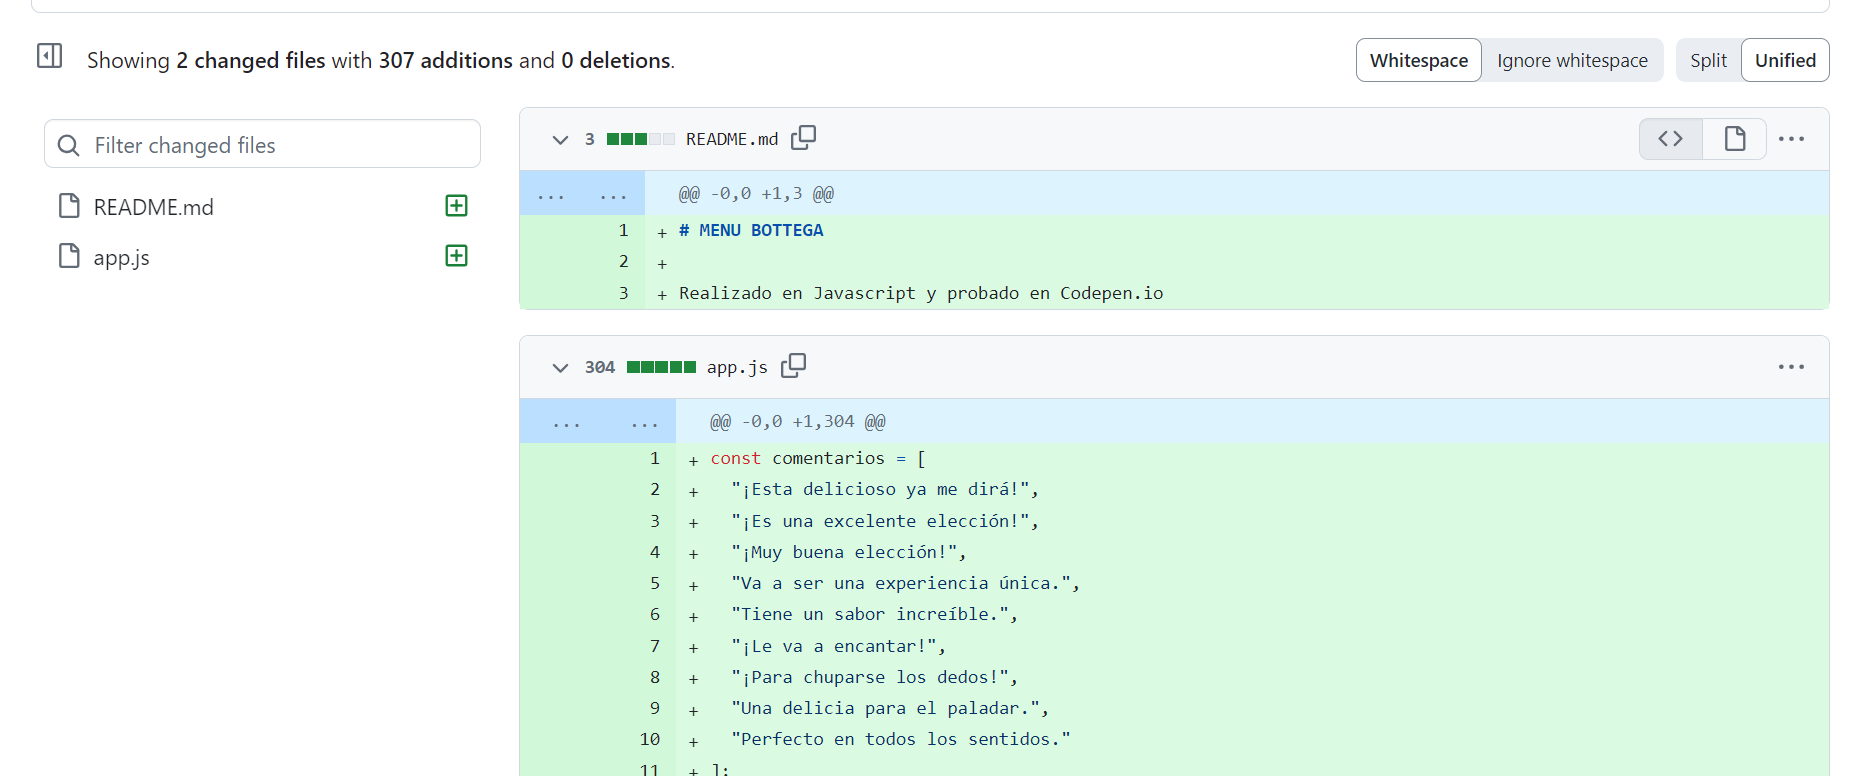 Showing 2 changed files with 307 additions and 0 deletions.
Whitespace Ignore whitespace Split Unified
Filter changed files
README.md
app.js
3 README.md
... ... @@ -0,0 +1,3 @@
1 + # MENU BOTTEGA
2 +
3 + Realizado en Javascript y probado en Codepen.io
304 app.js
... ... @@ -0,0 +1,304 @@
1 + const comentarios = [
2 + "¡Esta delicioso ya me dirá!",
3 + "¡Es una excelente elección!",
4 + "¡Muy buena elección!",
5 + "Va a ser una experiencia única.",
6 + "Tiene un sabor increíble.",
7 + "¡Le va a encantar!",
8 + "¡Para chuparse los dedos!",
9 + "Una delicia para el paladar.",
10 + "Perfecto en todos los sentidos."
11 + ];